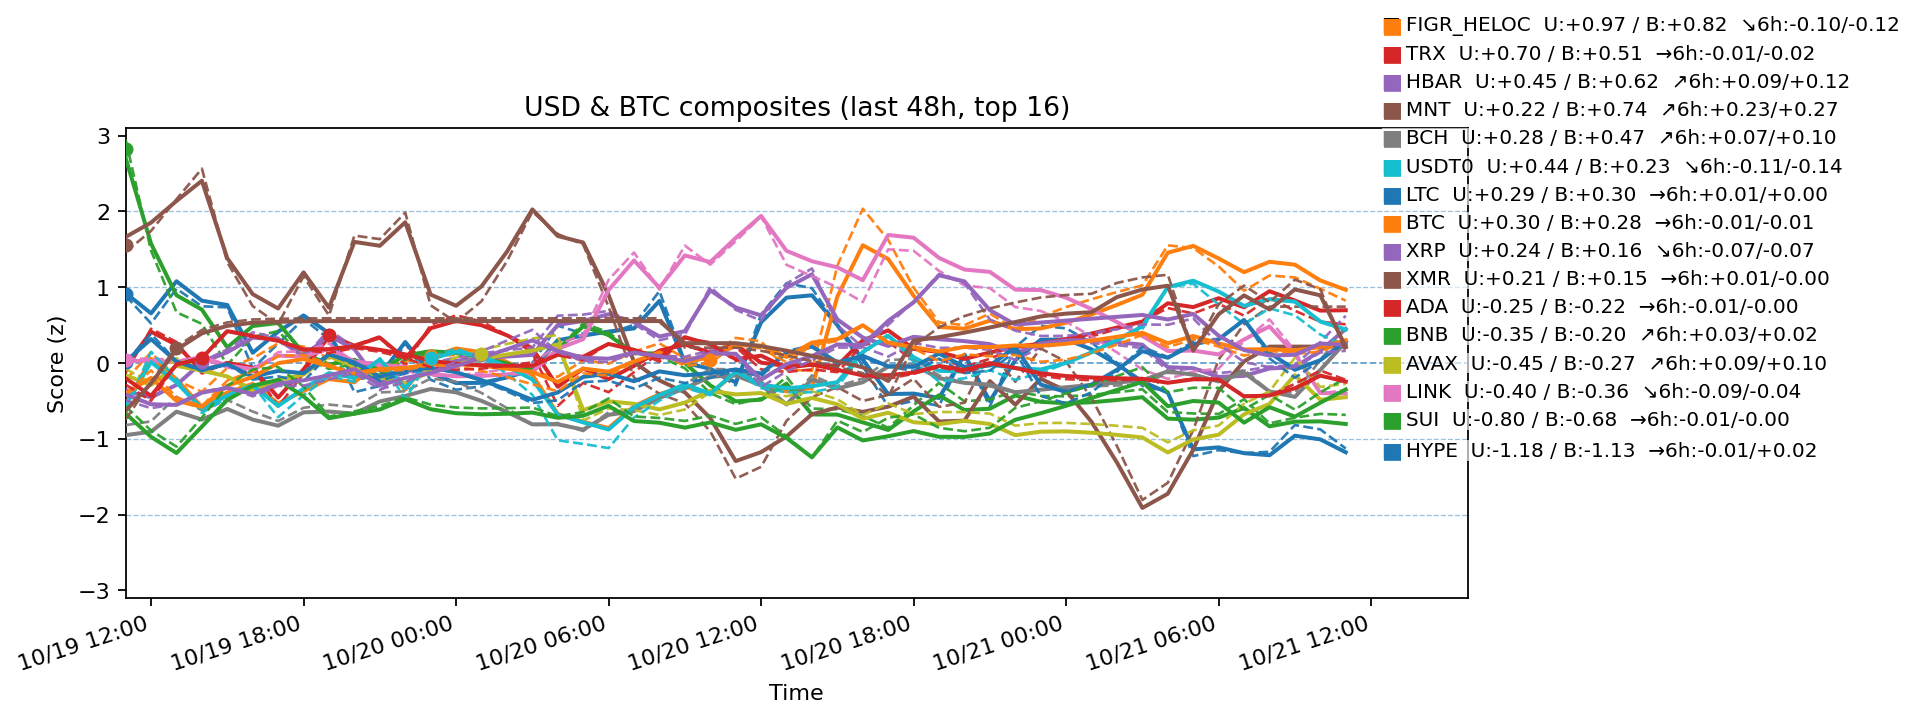 FIGR_HELOC U:+0.97 / B:+0.82 ↘6h:-0.10/-0.12
TRX U:+0.70 / B:+0.51 →6h:-0.01/-0.02
HBAR U:+0.45 / B:+0.62 ↗6h:+0.09/+0.12
MNT U:+0.22 / B:+0.74 ↗6h:+0.23/+0.27
BCH U:+0.28 / B:+0.47 ↗6h:+0.07/+0.10
USDT0 U:+0.44 / B:+0.23 ↘6h:-0.11/-0.14
LTC U:+0.29 / B:+0.30 →6h:+0.01/+0.00
BTC U:+0.30 / B:+0.28 →6h:-0.01/-0.01
XRP U:+0.24 / B:+0.16 ↘6h:-0.07/-0.07
XMR U:+0.21 / B:+0.15 →6h:+0.01/-0.00
ADA U:-0.25 / B:-0.22 →6h:-0.01/-0.00
BNB U:-0.35 / B:-0.20 ↗6h:+0.03/+0.02
AVAX U:-0.45 / B:-0.27 ↗6h:+0.09/+0.10
LINK U:-0.40 / B:-0.36 ↘6h:-0.09/-0.04
SUI U:-0.80 / B:-0.68 →6h:-0.01/-0.00
HYPE U:-1.18 / B:-1.13 →6h:-0.01/+0.02
USD & BTC composites (last 48h, top 16)
Score (z)
3
2
1
0
−1
−2
−3
10/19 12:00
10/19 18:00
10/20 00:00
10/20 06:00
10/20 12:00
10/20 18:00
10/21 00:00
10/21 06:00
10/21 12:00
Time